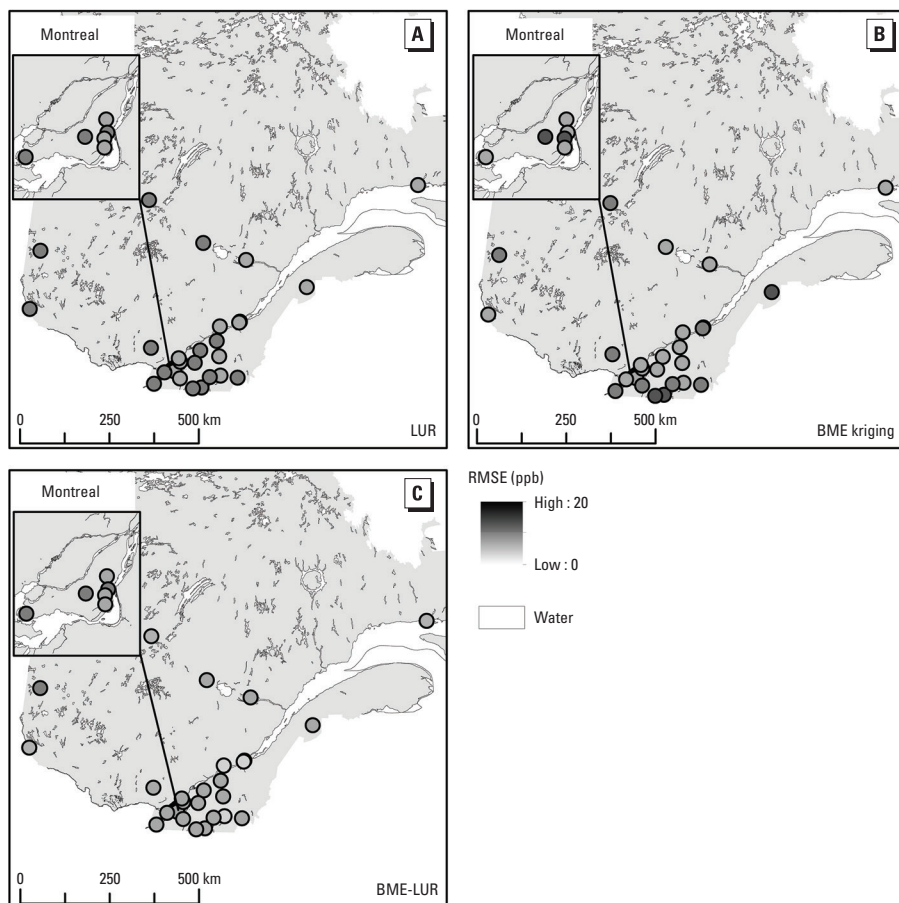 Montreal
A
0 250 500 km
LUR
Montreal
B
0 250 500 km
BME kriging
Montreal
C
0 250 500 km
BME-LUR
RMSE (ppb)
High : 20
Low : 0
Water